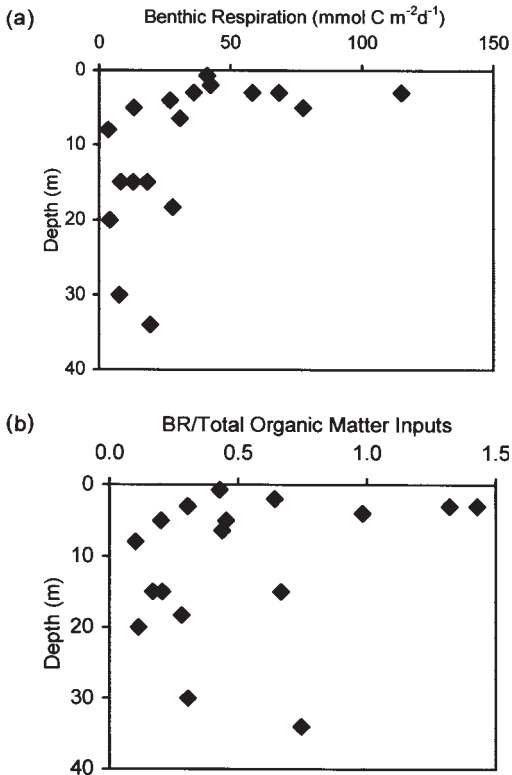 (a)
Benthic Respiration (mmol C m⁻²d⁻¹)
0 50 100 150
0
10
20
30
40
Depth (m)
(b)
BR/Total Organic Matter Inputs
0.0 0.5 1.0 1.5
0
10
20
30
40
Depth (m)